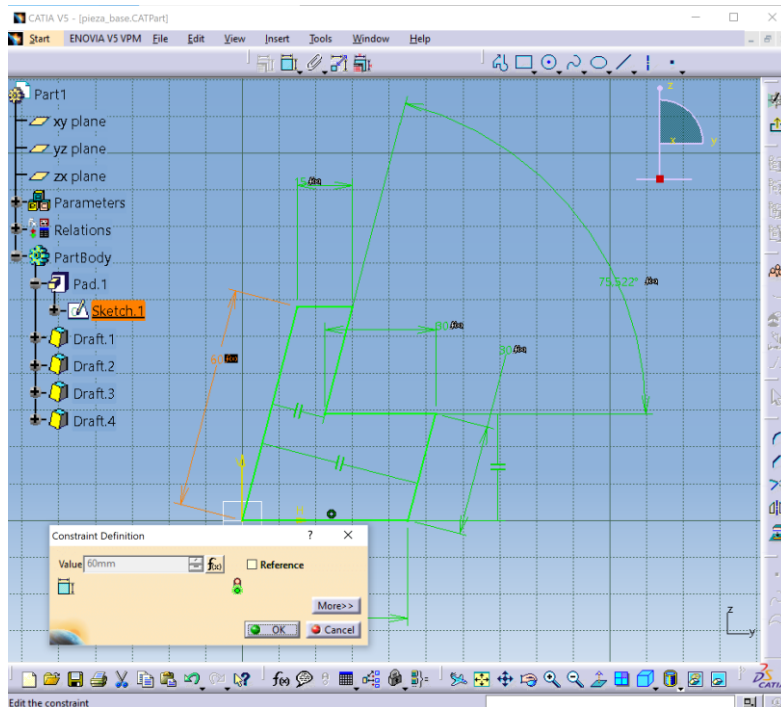 CATIA V5 - [pieza_base.CATPart]
Start ENOVIA V5 VPM File Edit View Insert Tools Window Help
Part1
xy plane
yz plane
zx plane
Parameters
Relations
PartBody
Pad.1
Sketch.1
Draft.1
Draft.2
Draft.3
Draft.4
z
x
y
15 f(x)
75.522° f(x)
30 f(x)
30 f(x)
60 f(x)
Constraint Definition
? X
Value 60mm f(x) Reference
More>>
OK Cancel
z
y
f(x)
CATIA
Edit the constraint